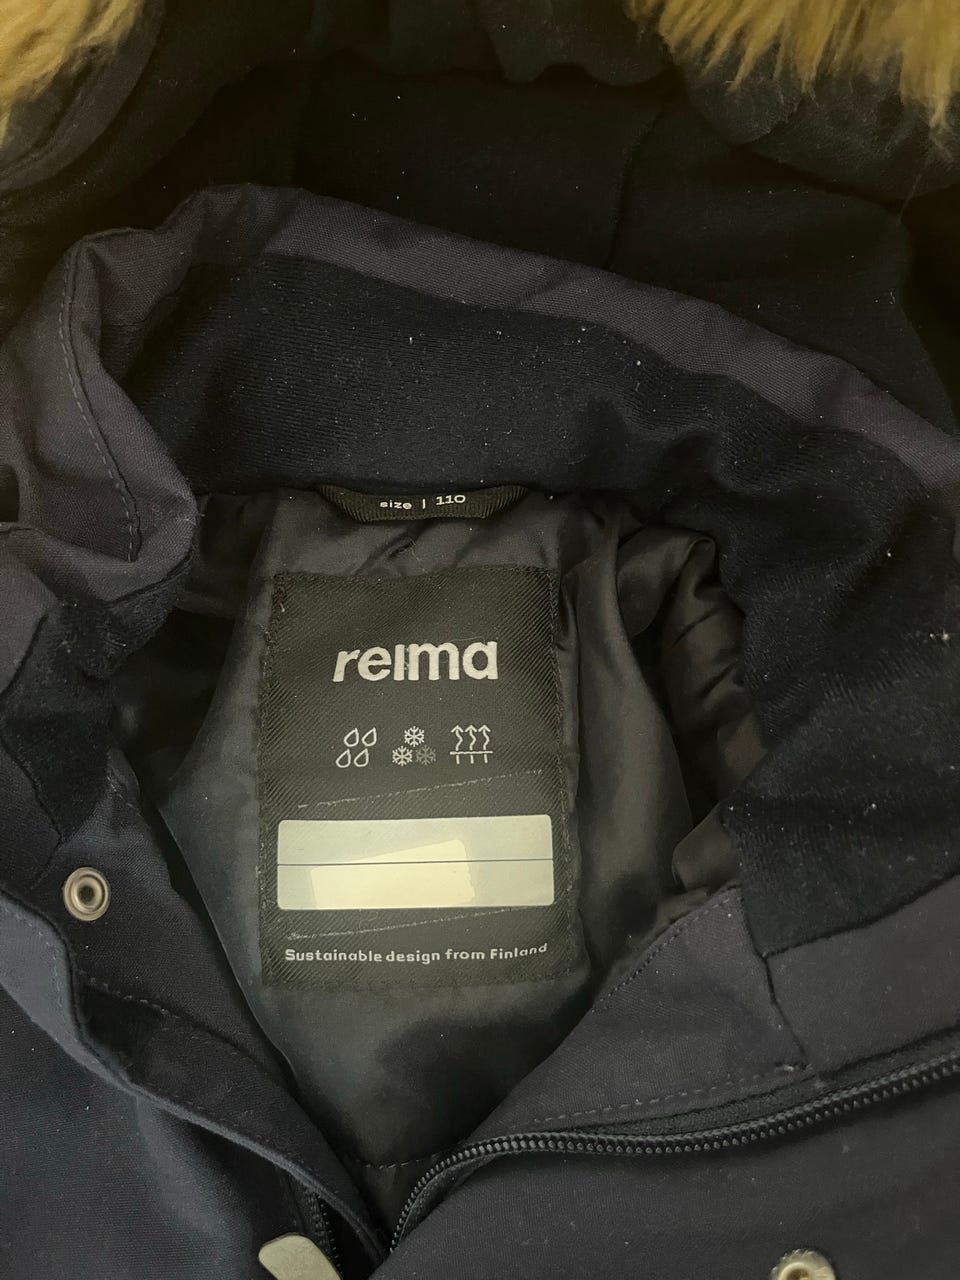 size | 110
reima
Sustainable design from Finland